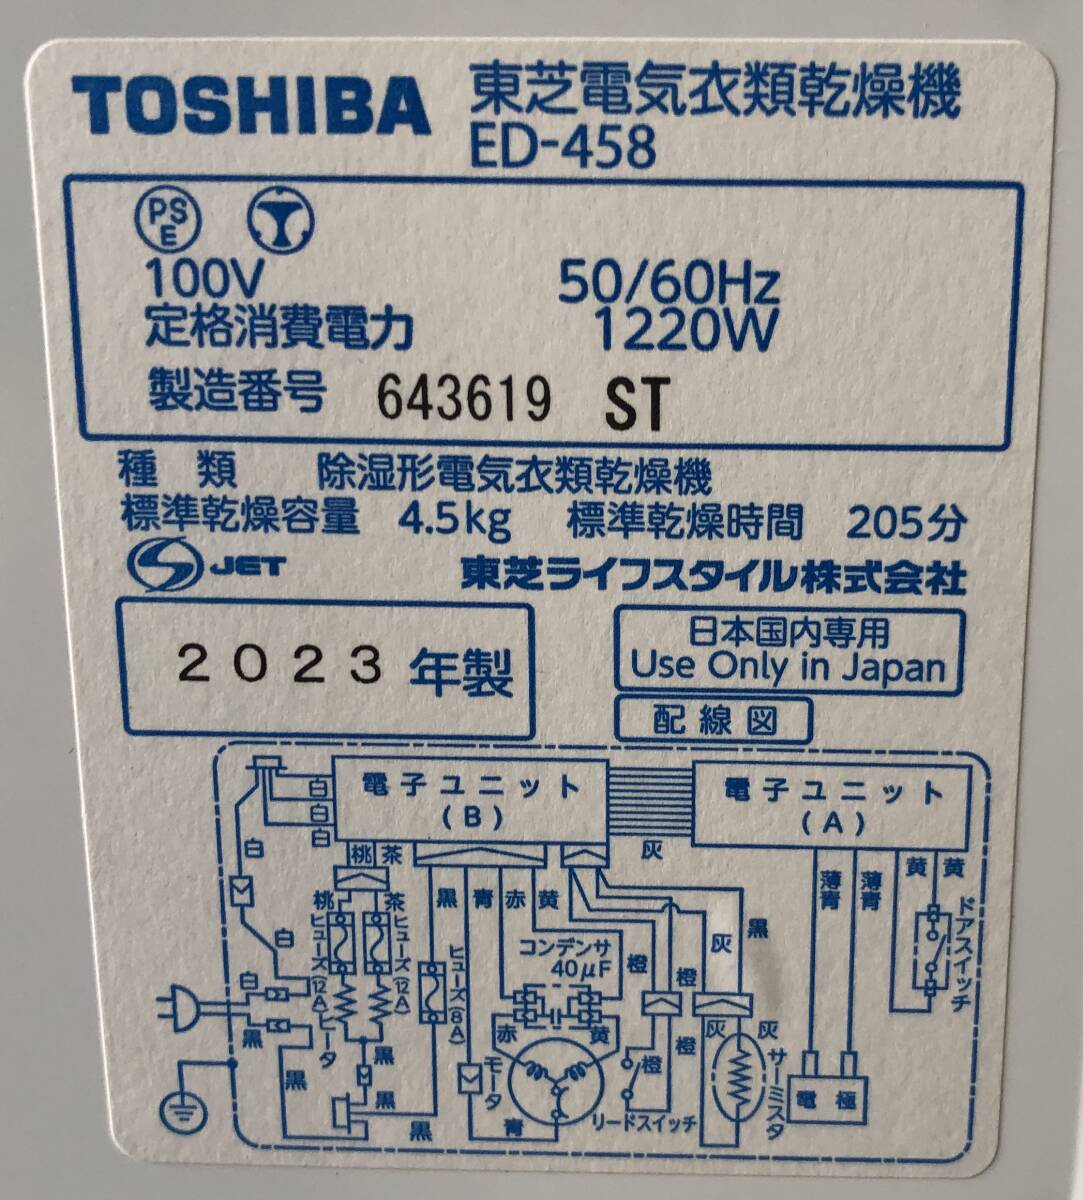 TOSHIBA 東芝電気衣類乾燥機
ED-458
PS
E
100V 50/60Hz
定格消費電力 1220W
製造番号 643619 ST
種 類 除湿形電気衣類乾燥機
標準乾燥容量 4.5kg 標準乾燥時間 205分
S JET 東芝ライフスタイル株式会社
2023 年製
日本国内専用
Use Only in Japan
配線図
電子ユニット
(B)
電子ユニット
(A)
白
白
白
白
桃 茶
灰
黄 黄
薄青
薄青
桃
茶
黒 青 赤 黄
ヒューズ(12A)
ヒューズ(12A)
ヒューズ(8A)
コンデンサ
40μF
橙
橙
灰
黒
ドアスイッチ
白
白
黒
ヒータ
黒
黒
黒
黒
赤
黄
モータ
青
橙
橙
リードスイッチ
灰
灰
サーミスタ
電極